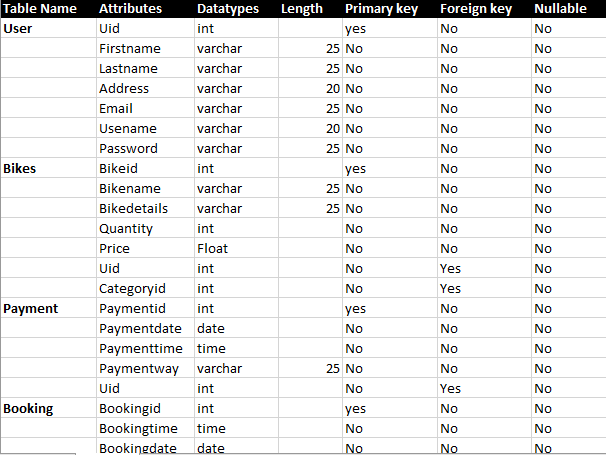 Table Name Attributes Datatypes Length Primary key Foreign key Nullable
User Uid int yes No No
Firstname varchar 25 No No No
Lastname varchar 25 No No No
Address varchar 20 No No No
Email varchar 25 No No No
Usename varchar 20 No No No
Password varchar 25 No No No
Bikes Bikeid int yes No No
Bikename varchar 25 No No No
Bikedetails varchar 25 No No No
Quantity int No No No
Price Float No No No
Uid int No Yes No
Categoryid int No Yes No
Payment Paymentid int yes No No
Paymentdate date No No No
Paymenttime time No No No
Paymentway varchar 25 No No No
Uid int No Yes No
Booking Bookingid int yes No No
Bookingtime time No No No
Bookingdate date No No No